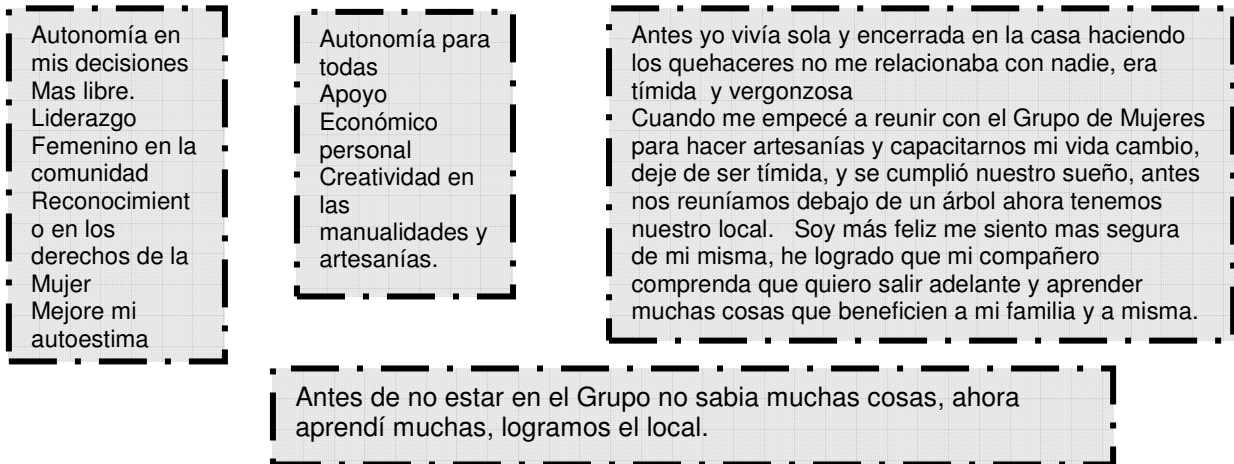 Autonomía en
mis decisiones
Mas libre.
Liderazgo
Femenino en la
comunidad
Reconocimient
o en los
derechos de la
Mujer
Mejore mi
autoestima
Autonomía para
todas
Apoyo
Económico
personal
Creatividad en
las
manualidades y
artesanías.
Antes yo vivía sola y encerrada en la casa haciendo
los quehaceres no me relacionaba con nadie, era
tímida y vergonzosa
Cuando me empecé a reunir con el Grupo de Mujeres
para hacer artesanías y capacitarnos mi vida cambio,
deje de ser tímida, y se cumplió nuestro sueño, antes
nos reuníamos debajo de un árbol ahora tenemos
nuestro local. Soy más feliz me siento mas segura
de mi misma, he logrado que mi compañero
comprenda que quiero salir adelante y aprender
muchas cosas que beneficien a mi familia y a misma.
Antes de no estar en el Grupo no sabia muchas cosas, ahora
aprendí muchas, logramos el local.